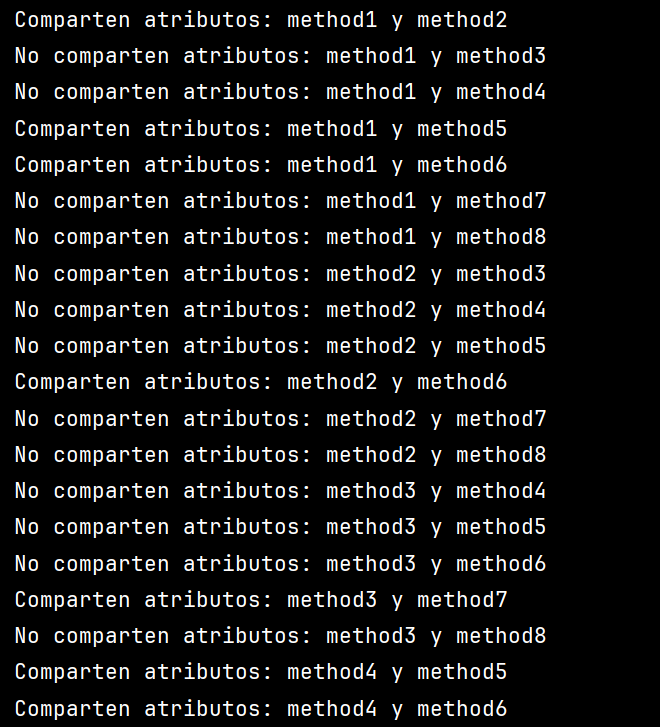 Comparten atributos: method1 y method2
No comparten atributos: method1 y method3
No comparten atributos: method1 y method4
Comparten atributos: method1 y method5
Comparten atributos: method1 y method6
No comparten atributos: method1 y method7
No comparten atributos: method1 y method8
No comparten atributos: method2 y method3
No comparten atributos: method2 y method4
No comparten atributos: method2 y method5
Comparten atributos: method2 y method6
No comparten atributos: method2 y method7
No comparten atributos: method2 y method8
No comparten atributos: method3 y method4
No comparten atributos: method3 y method5
No comparten atributos: method3 y method6
Comparten atributos: method3 y method7
No comparten atributos: method3 y method8
Comparten atributos: method4 y method5
Comparten atributos: method4 y method6